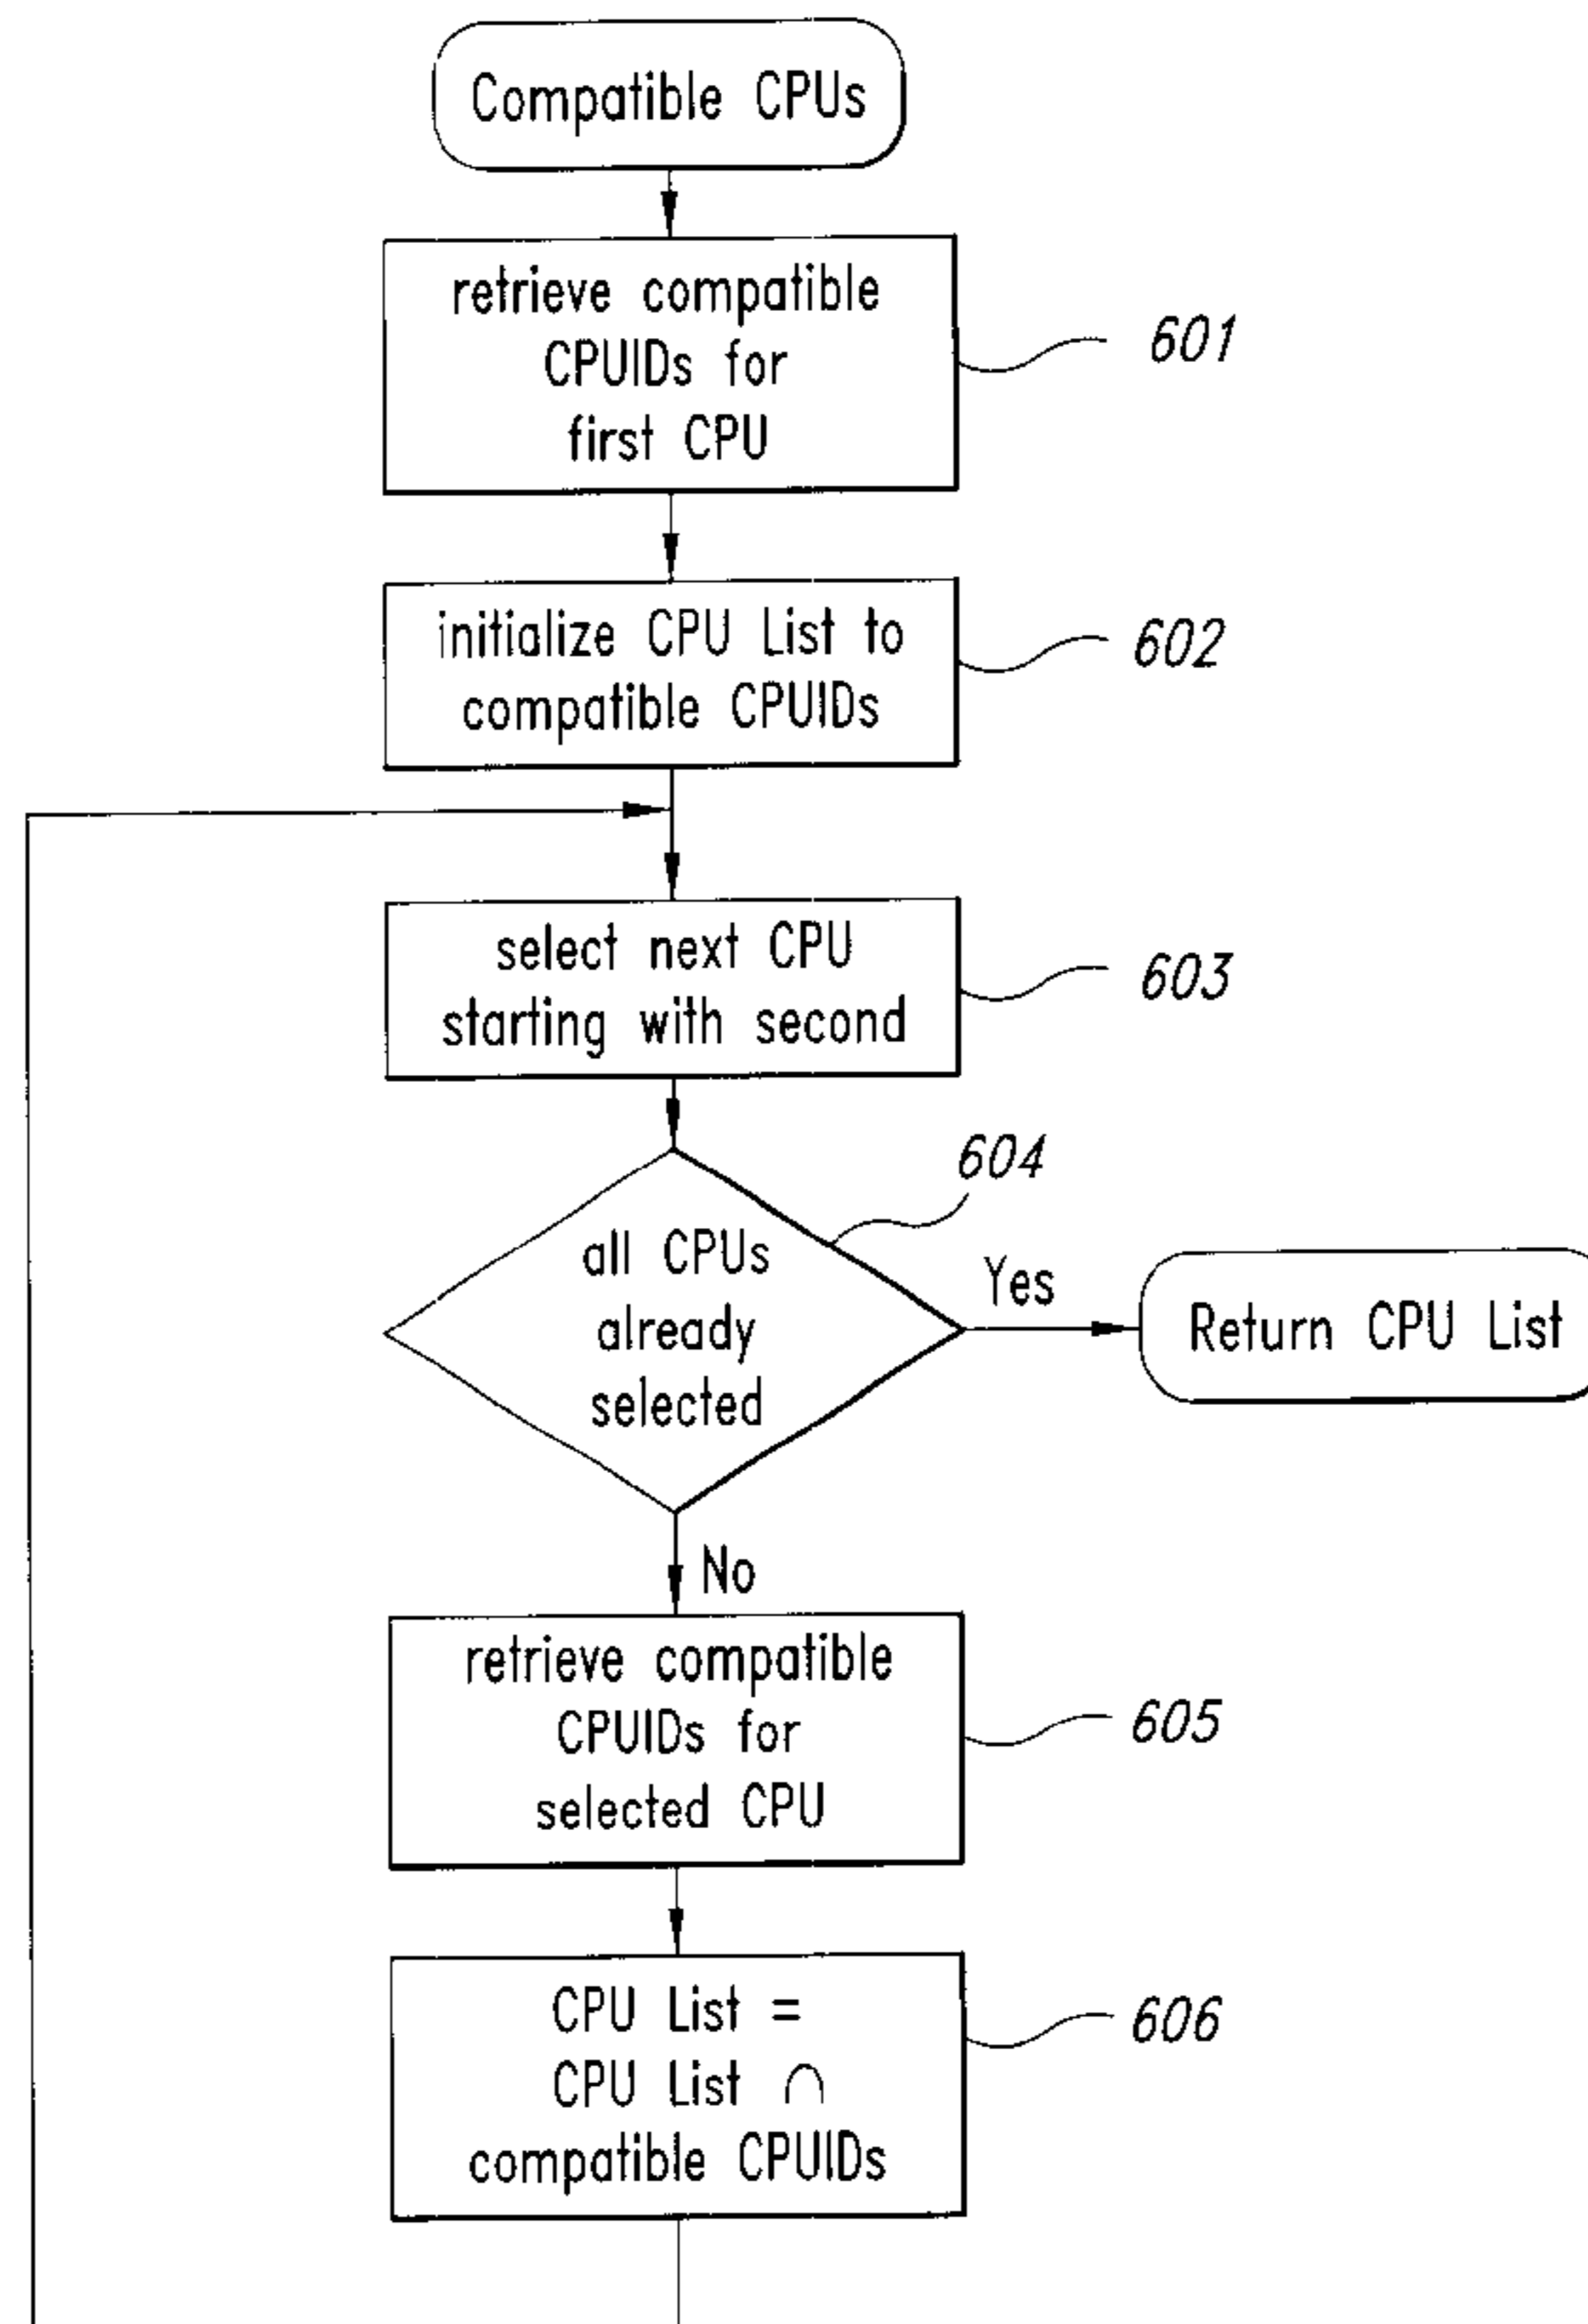 Compatible CPUs
retrieve compatible
CPUIDs for
first CPU
601
initialize CPU List to
compatible CPUIDs
602
select next CPU
starting with second
603
604
all CPUs
already
selected
Yes
Return CPU List
No
retrieve compatible
CPUIDs for
selected CPU
605
CPU List =
CPU List ∩
compatible CPUIDs
606